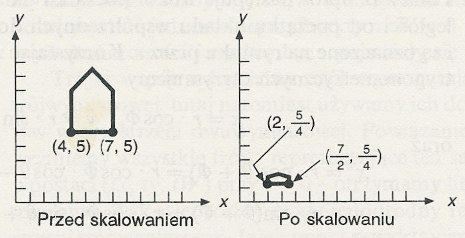 y
y
(2, 5/4)
(4, 5) (7, 5)
(7/2, 5/4)
x
x
Przed skalowaniem
Po skalowaniu